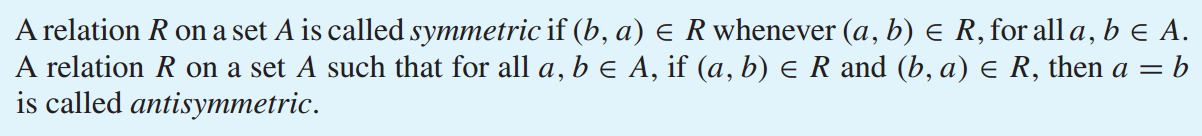 A relation R on a set A is called symmetric if (b, a) ∈ R whenever (a, b) ∈ R, for all a, b ∈ A.
A relation R on a set A such that for all a, b ∈ A, if (a, b) ∈ R and (b, a) ∈ R, then a = b
is called antisymmetric.